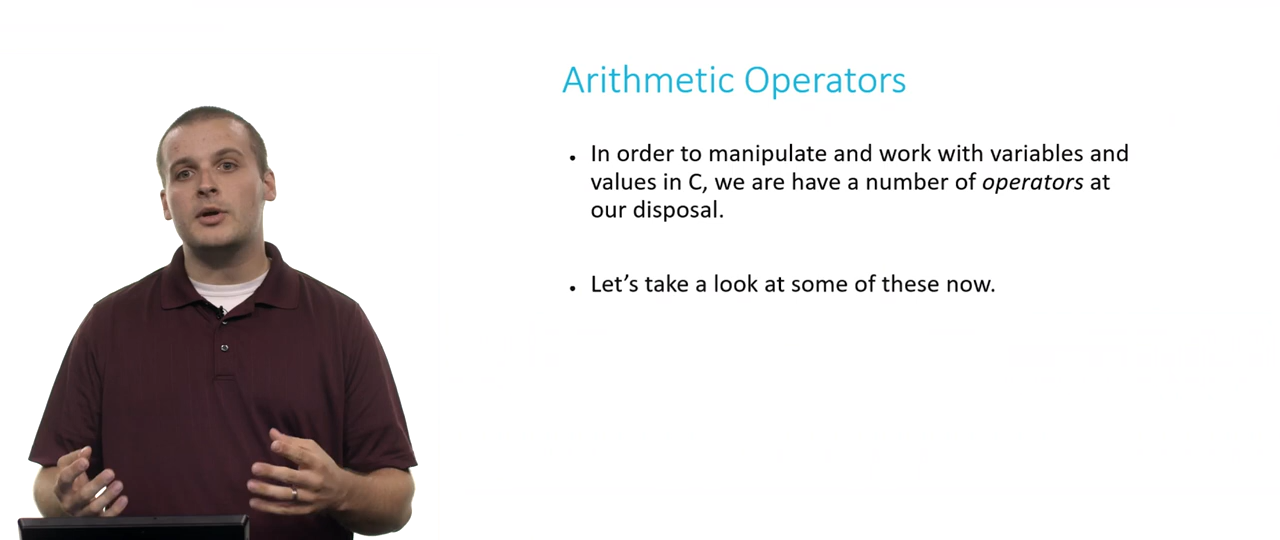 Arithmetic Operators
In order to manipulate and work with variables and
values in C, we are have a number of operators at
our disposal.
Let’s take a look at some of these now.